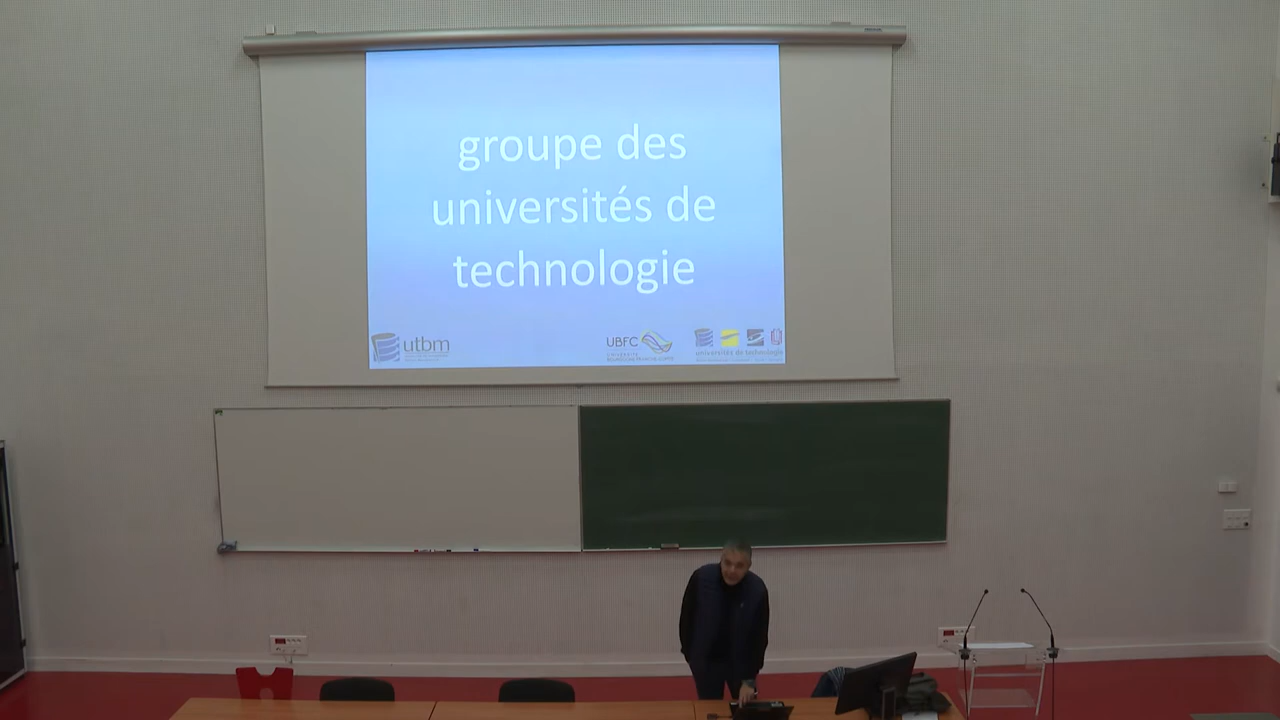 groupe des
universités de
technologie
utbm
UBFC
universités de technologie